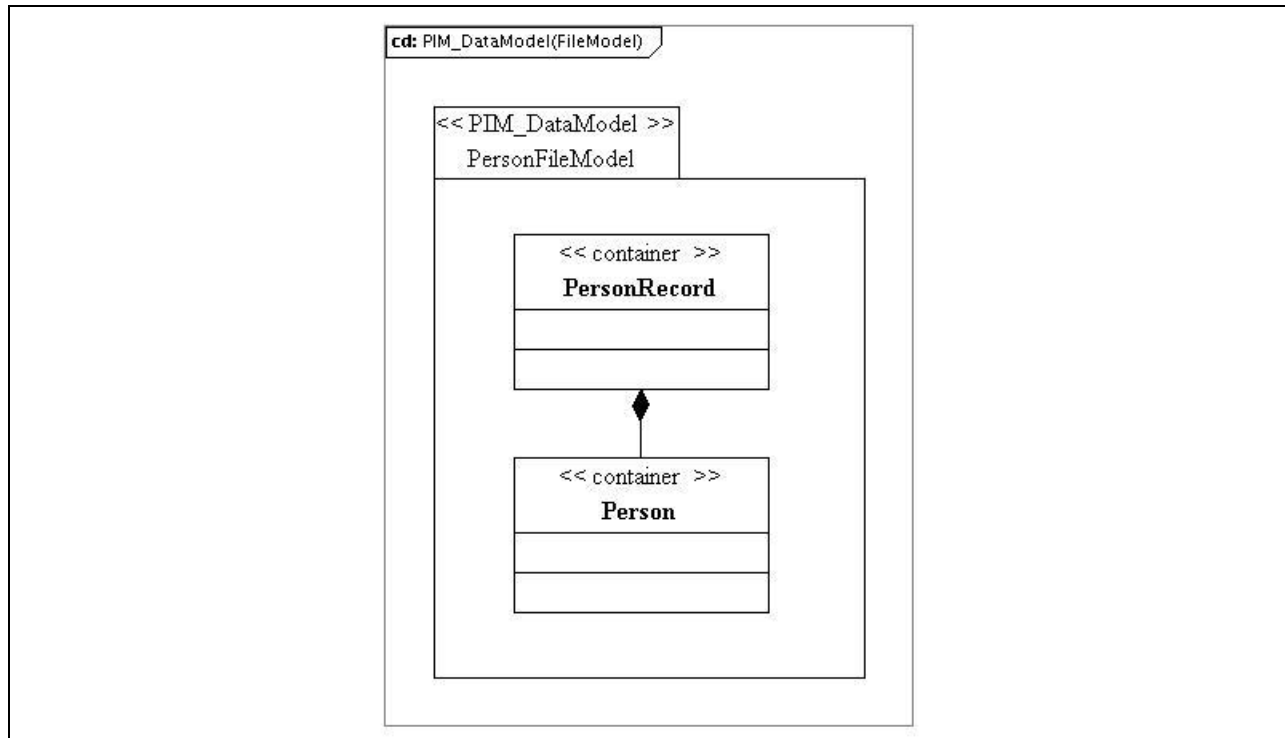 cd: PIM_DataModel(FileModel)
<< PIM_DataModel >>
PersonFileModel
<< container >>
PersonRecord
<< container >>
Person